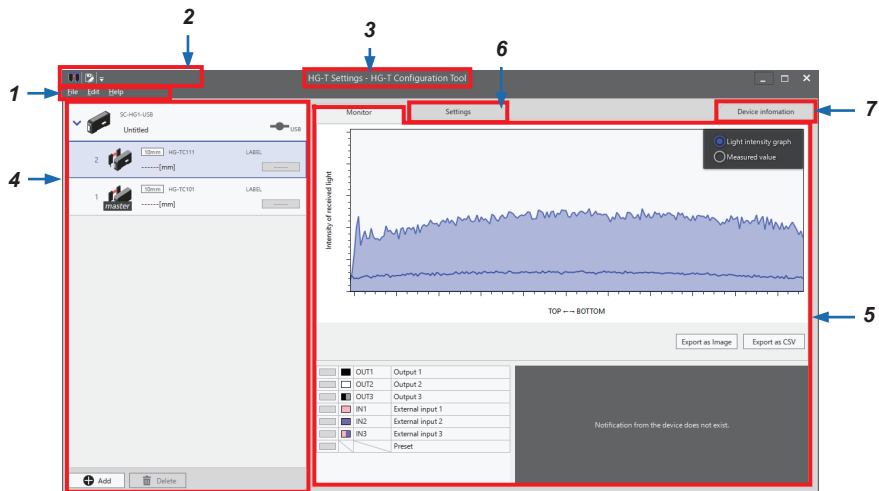 2
3
6
HG-T Settings - HG-T Configuration Tool
1
File Edit Help
7
SC-HG1-USB
Untitled
USB
Monitor
Settings
Device infomation
4
2
10mm HG-TC111 LABEL
------[mm]
1
master
10mm HG-TC101 LABEL
------[mm]
Light intensity graph
Measured value
Intensity of received light
TOP ←→ BOTTOM
5
Export as Image
Export as CSV
OUT1 Output 1
OUT2 Output 2
OUT3 Output 3
IN1 External input 1
IN2 External input 2
IN3 External input 3
Preset
Notification from the device does not exist.
Add
Delete